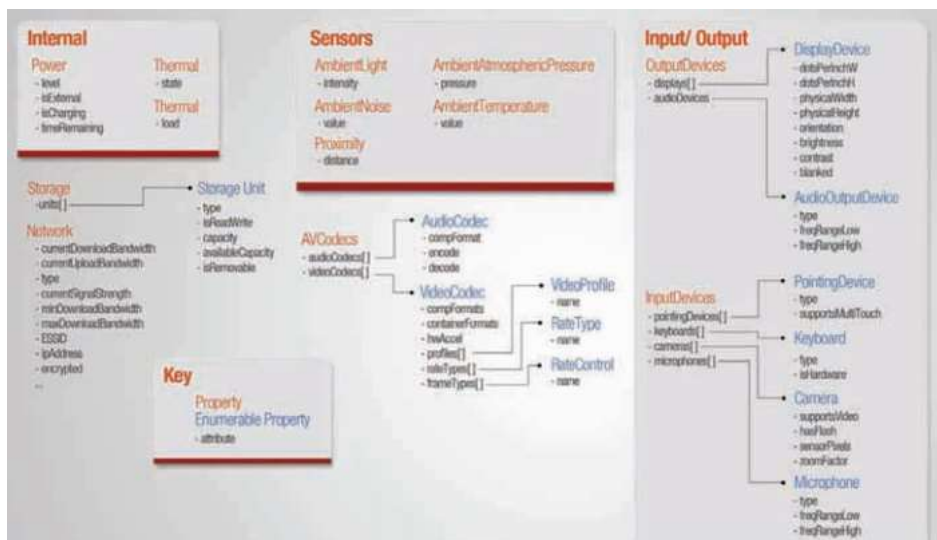 Internal
Power
- level
- isExternal
- isCharging
- timeRemaining
Thermal
- state
Thermal
- load
Sensors
AmbientLight
- intensity
AmbientNoise
- value
Proximity
- distance
AmbientAtmosphericPressure
- pressure
AmbientTemperature
- value
Input/ Output
OutputDevices
- displays[]
- audioDevices
DisplayDevice
- dotsPerInchW
- dotsPerInchH
- physicalWidth
- physicalHeight
- orientation
- brightness
- contrast
- blanked
AudioOutputDevice
- type
- freqRangeLow
- freqRangeHigh
Storage
-units[]
Storage Unit
- type
- isReadWrite
- capacity
- availableCapacity
- isRemovable
Network
- currentDownloadBandwidth
- currentUploadBandwidth
- type
- currentSignalStrength
- minDownloadBandwidth
- maxDownloadBandwidth
- ESSID
- ipAddress
- encrypted
...
AVCodecs
- audioCodecs[]
- videoCodecs[]
AudioCodec
- compFormat
- encode
- decode
VideoCodec
- compFormats
- containerFormats
- hwAccel
- profiles[]
- rateTypes[]
- frameTypes[]
VideoProfile
- name
RateType
- name
RateControl
- name
InputDevices
- pointingDevices[]
- keyboards[]
- cameras[]
- microphones[]
PointingDevice
- type
- supportsMultiTouch
Keyboard
- type
- isHardware
Camera
- supportsVideo
- hasFlash
- sensorPixels
- zoomFactor
Microphone
- type
- freqRangeLow
- freqRangeHigh
Key
Property
Enumerable Property
- attribute